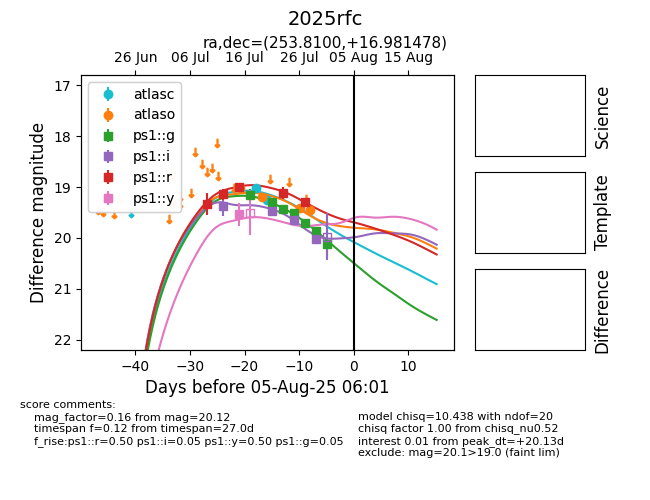 2025rfc
ra,dec=(253.8100,+16.981478)
26 Jun 06 Jul 16 Jul 26 Jul 05 Aug 15 Aug
17
18
19
20
21
22
Difference magnitude
atlasc
atlaso
ps1::g
ps1::i
ps1::r
ps1::y
−40 −30 −20 −10 0 10
Days before 05-Aug-25 06:01
Science
Template
Difference
score comments:
mag_factor=0.16 from mag=20.12
timespan f=0.12 from timespan=27.0d
f_rise:ps1::r=0.50 ps1::i=0.05 ps1::y=0.50 ps1::g=0.05
model chisq=10.438 with ndof=20
chisq factor 1.00 from chisq_nu0.52
interest 0.01 from peak_dt=+20.13d
exclude: mag=20.1>19.0 (faint lim)